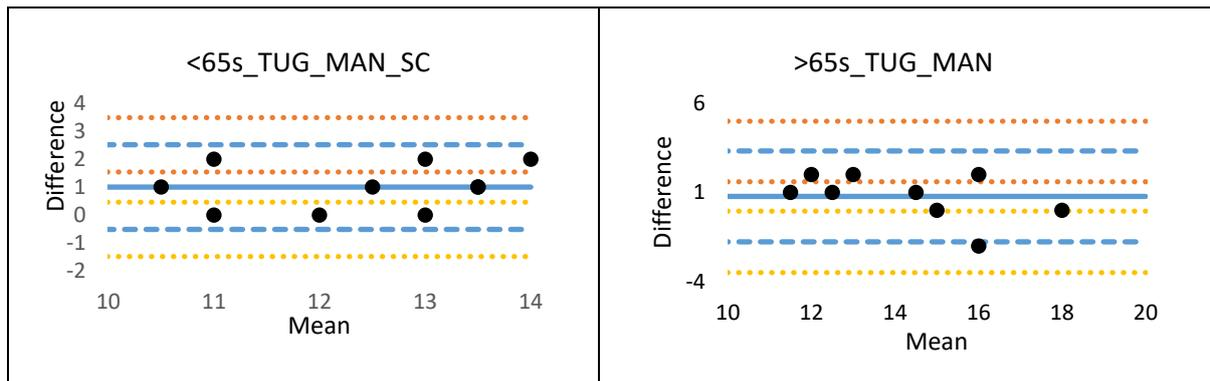 <65s_TUG_MAN_SC
Difference
4
3
2
1
0
-1
-2
10 11 12 13 14
Mean
>65s_TUG_MAN
Difference
6
1
-4
10 12 14 16 18 20
Mean